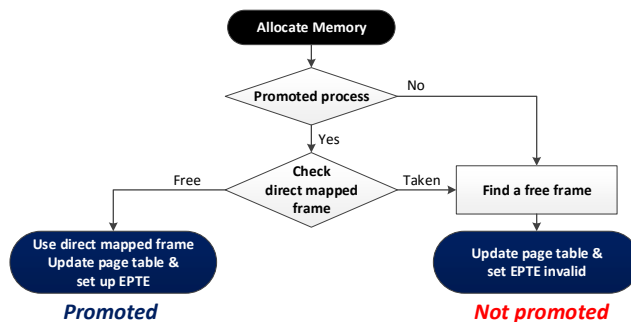 Allocate Memory
Promoted process
No
Yes
Check
direct mapped
frame
Free
Taken
Find a free frame
Use direct mapped frame
Update page table &
set up EPTE
Update page table &
set EPTE invalid
Promoted
Not promoted